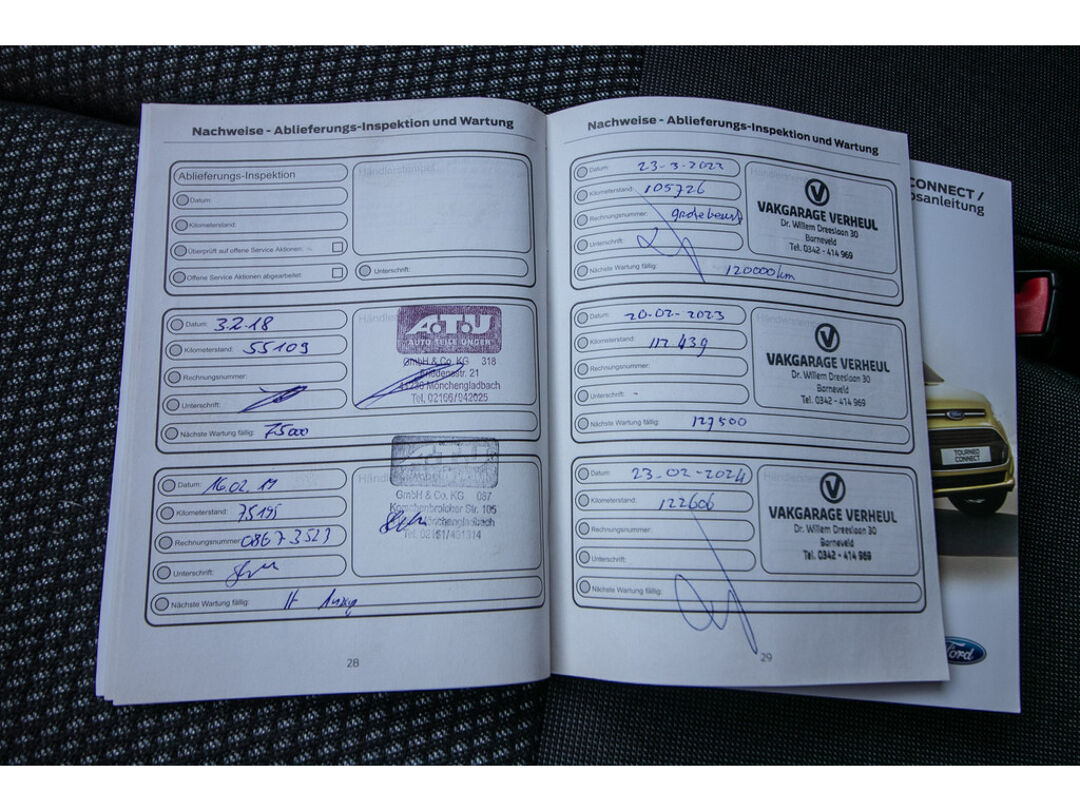 Nachweise - Ablieferungs-Inspektion und Wartung
Ablieferungs-Inspektion
Händlerstempel
Datum:
Kilometerstand:
Überprüft auf offene Service Aktionen:
Offene Service Aktionen abgearbeitet:
Unterschrift:
Datum: 3.2.18
Kilometerstand: 55109
Rechnungsnummer:
Unterschrift:
Nächste Wartung fällig: 75000
A.T.U
AUTO TEILE UNGER
GmbH & Co. KG 318
Mönchengladbach
Tel. 02166/942025
Datum: 16.02.19
Kilometerstand: 75195
Rechnungsnummer: 08673523
Unterschrift:
Nächste Wartung fällig:
GmbH & Co. KG 087
Str. 105
Mönchengladbach
28
Nachweise - Ablieferungs-Inspektion und Wartung
Datum: 23-3-2022
Kilometerstand: 105726
Rechnungsnummer: grote beurt
Unterschrift:
Nächste Wartung fällig: 120000km
VAKGARAGE VERHEUL
Dr. Willem Dreeslaan 30
Barneveld
Tel. 0342 - 414 969
Datum: 20-02-2023
Kilometerstand: 112439
Rechnungsnummer:
Unterschrift:
Nächste Wartung fällig: 127500
VAKGARAGE VERHEUL
Dr. Willem Dreeslaan 30
Barneveld
Tel. 0342 - 414 969
Datum: 23-02-2024
Kilometerstand: 122606
Rechnungsnummer:
Unterschrift:
Nächste Wartung fällig:
VAKGARAGE VERHEUL
Dr. Willem Dreeslaan 30
Barneveld
Tel. 0342 - 414 969
29
CONNECT /
bsanleitung
TOURNEO
CONNECT
Ford